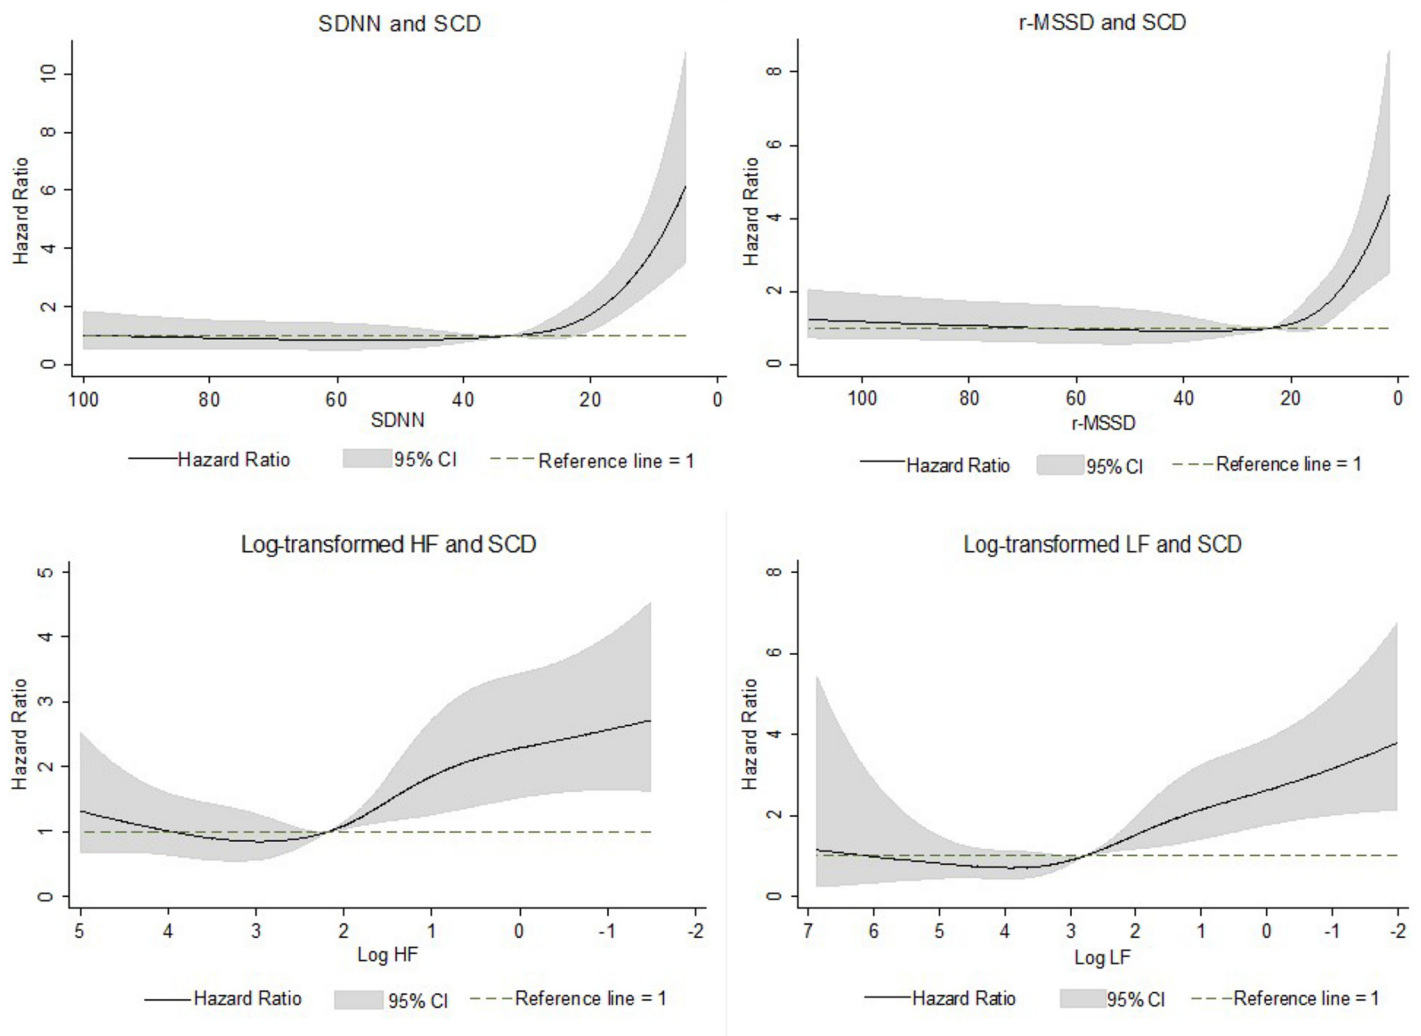 SDNN and SCD
Hazard Ratio
10
8
6
4
2
0
100 80 60 40 20 0
SDNN
Hazard Ratio 95% CI Reference line = 1
r-MSSD and SCD
Hazard Ratio
8
6
4
2
0
100 80 60 40 20 0
r-MSSD
Hazard Ratio 95% CI Reference line = 1
Log-transformed HF and SCD
Hazard Ratio
5
4
3
2
1
0
5 4 3 2 1 0 -1 -2
Log HF
Hazard Ratio 95% CI Reference line = 1
Log-transformed LF and SCD
Hazard Ratio
8
6
4
2
0
7 6 5 4 3 2 1 0 -1 -2
Log LF
Hazard Ratio 95% CI Reference line = 1